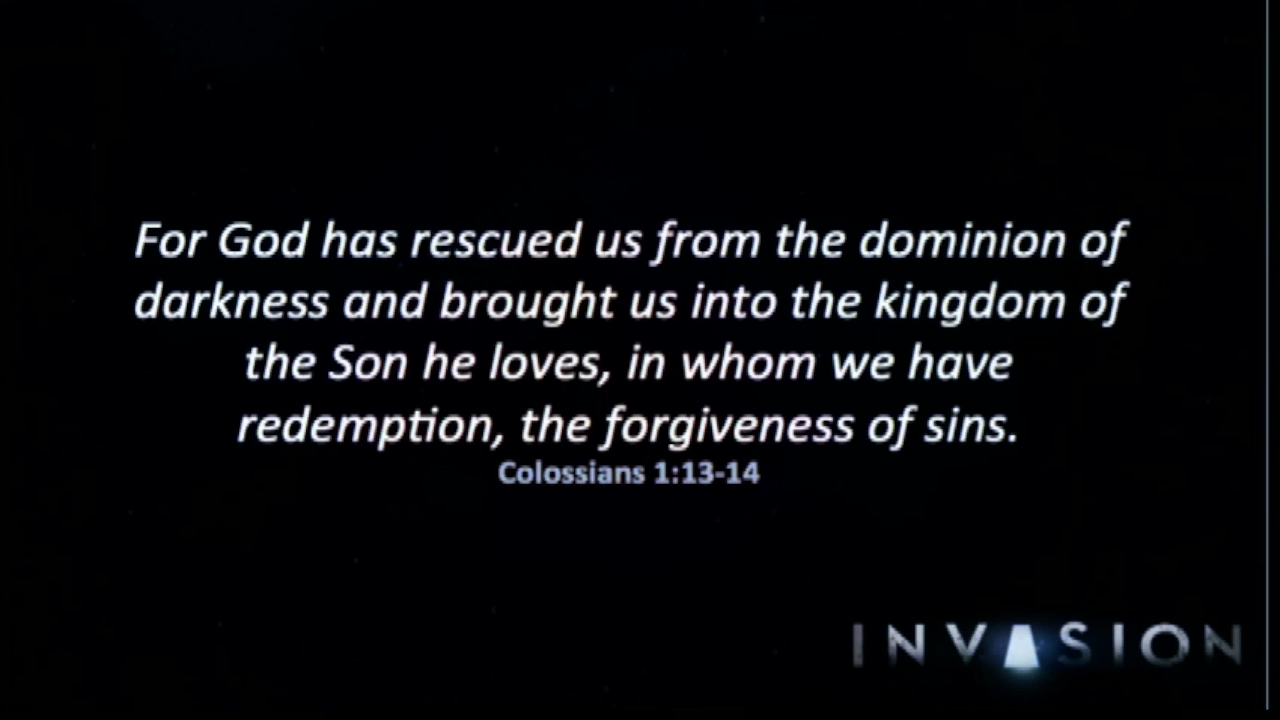 For God has rescued us from the dominion of
darkness and brought us into the kingdom of
the Son he loves, in whom we have
redemption, the forgiveness of sins.
Colossians 1:13-14
INVASION